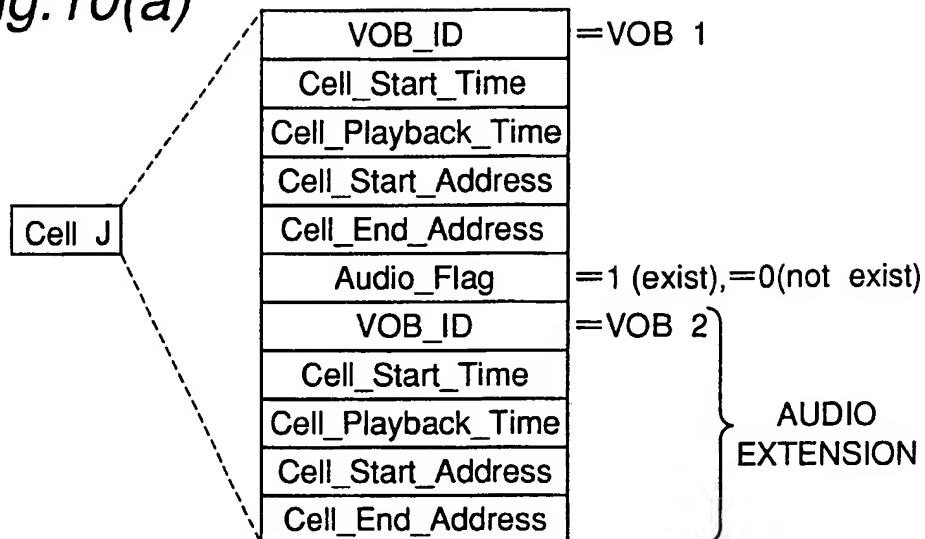 ig. 10(a)
VOB_ID =VOB 1
Cell_Start_Time
Cell_Playback_Time
Cell_Start_Address
Cell J
Cell_End_Address
Audio_Flag =1 (exist),=0(not exist)
VOB_ID =VOB 2
Cell_Start_Time
Cell_Playback_Time
AUDIO
EXTENSION
Cell_Start_Address
Cell_End_Address